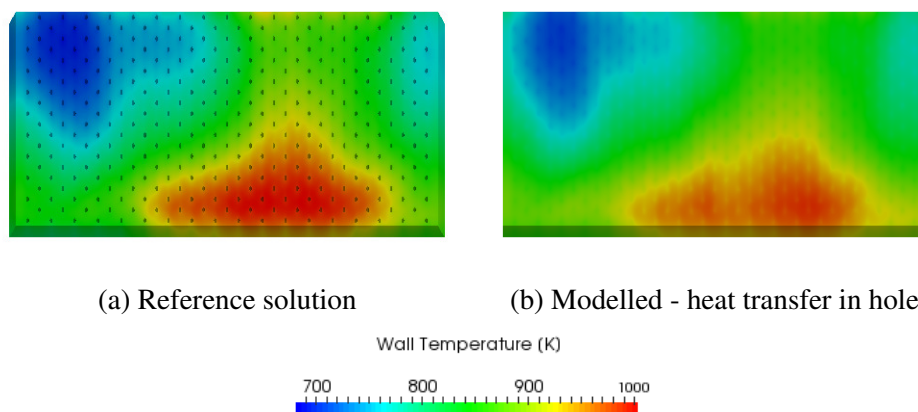 (a) Reference solution
(b) Modelled - heat transfer in hole
Wall Temperature (K)
700 800 900 1000